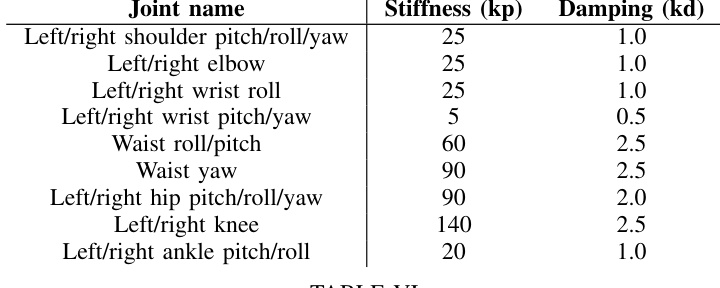 Joint name Stiffness (kp) Damping (kd)
Left/right shoulder pitch/roll/yaw 25 1.0
Left/right elbow 25 1.0
Left/right wrist roll 25 1.0
Left/right wrist pitch/yaw 5 0.5
Waist roll/pitch 60 2.5
Waist yaw 90 2.5
Left/right hip pitch/roll/yaw 90 2.0
Left/right knee 140 2.5
Left/right ankle pitch/roll 20 1.0
TABLE VI